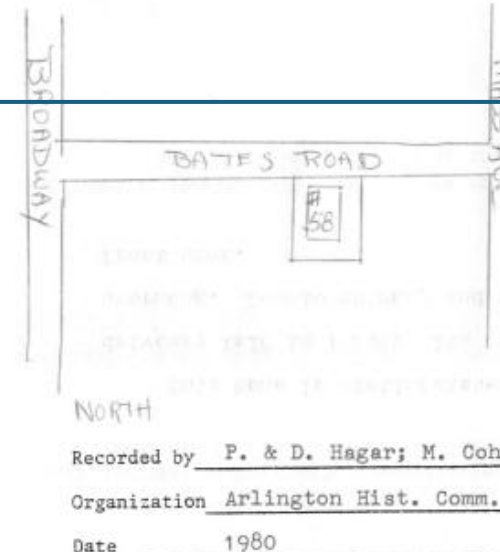 BROADWAY
BATES ROAD
#
58
NORTH
Recorded by P. & D. Hagar; M. Coh
Organization Arlington Hist. Comm.
Date 1980